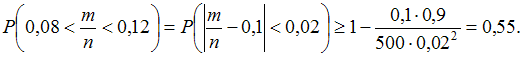 P(0,08 < m/n < 0,12) = P(|m/n − 0,1| < 0,02) ≥ 1 − (0,1·0,9)/(500·0,02²) = 0,55.